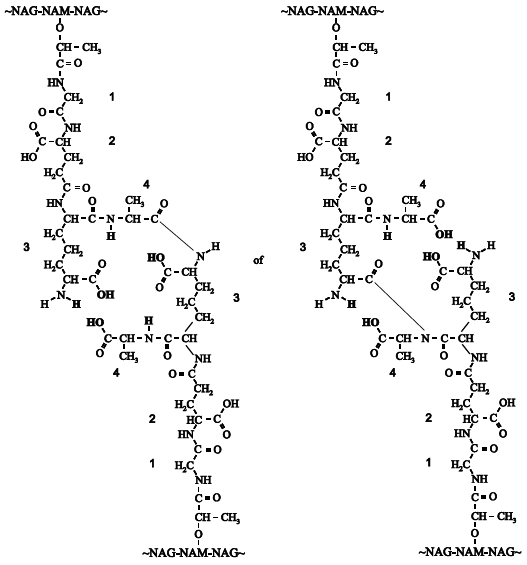 ~NAG-NAM-NAG~
O
CH–CH₃
C=O
HN
CH₂ 1
O=C
O NH
C–CH 2
HO CH₂
H₂C
C=O
4
HN O CH₃ O
CH–C–N–CH–C
H₂C H
3
CH₂ HO N H
H₂C C–CH
CH–C O CH₂ 3
H–N–H OH H₂C
HO H CH₂
C–CH–N–C–CH
O CH₃ O NH
4 O=C
CH₂
H₂C
2 HC–C OH
HN O
C=O
1 H₂C
NH
C=O
CH–CH₃
O
~NAG-NAM-NAG~
of
~NAG-NAM-NAG~
O
CH–CH₃
C=O
HN
CH₂ 1
O=C
O NH
C–CH 2
HO CH₂
H₂C
C=O
4
HN O CH₃ O
CH–C–N–CH–C
H₂C H OH
3
CH₂ H N–H
H₂C O HO
CH–C C–CH
H–N–H O CH₂
H₂C 3
HO CH₂
C–CH–N–C–CH
O CH₃ O NH
4 O=C
CH₂
H₂C
2 HC–C OH
HN O
C=O
1 H₂C
NH
C=O
CH–CH₃
O
~NAG-NAM-NAG~